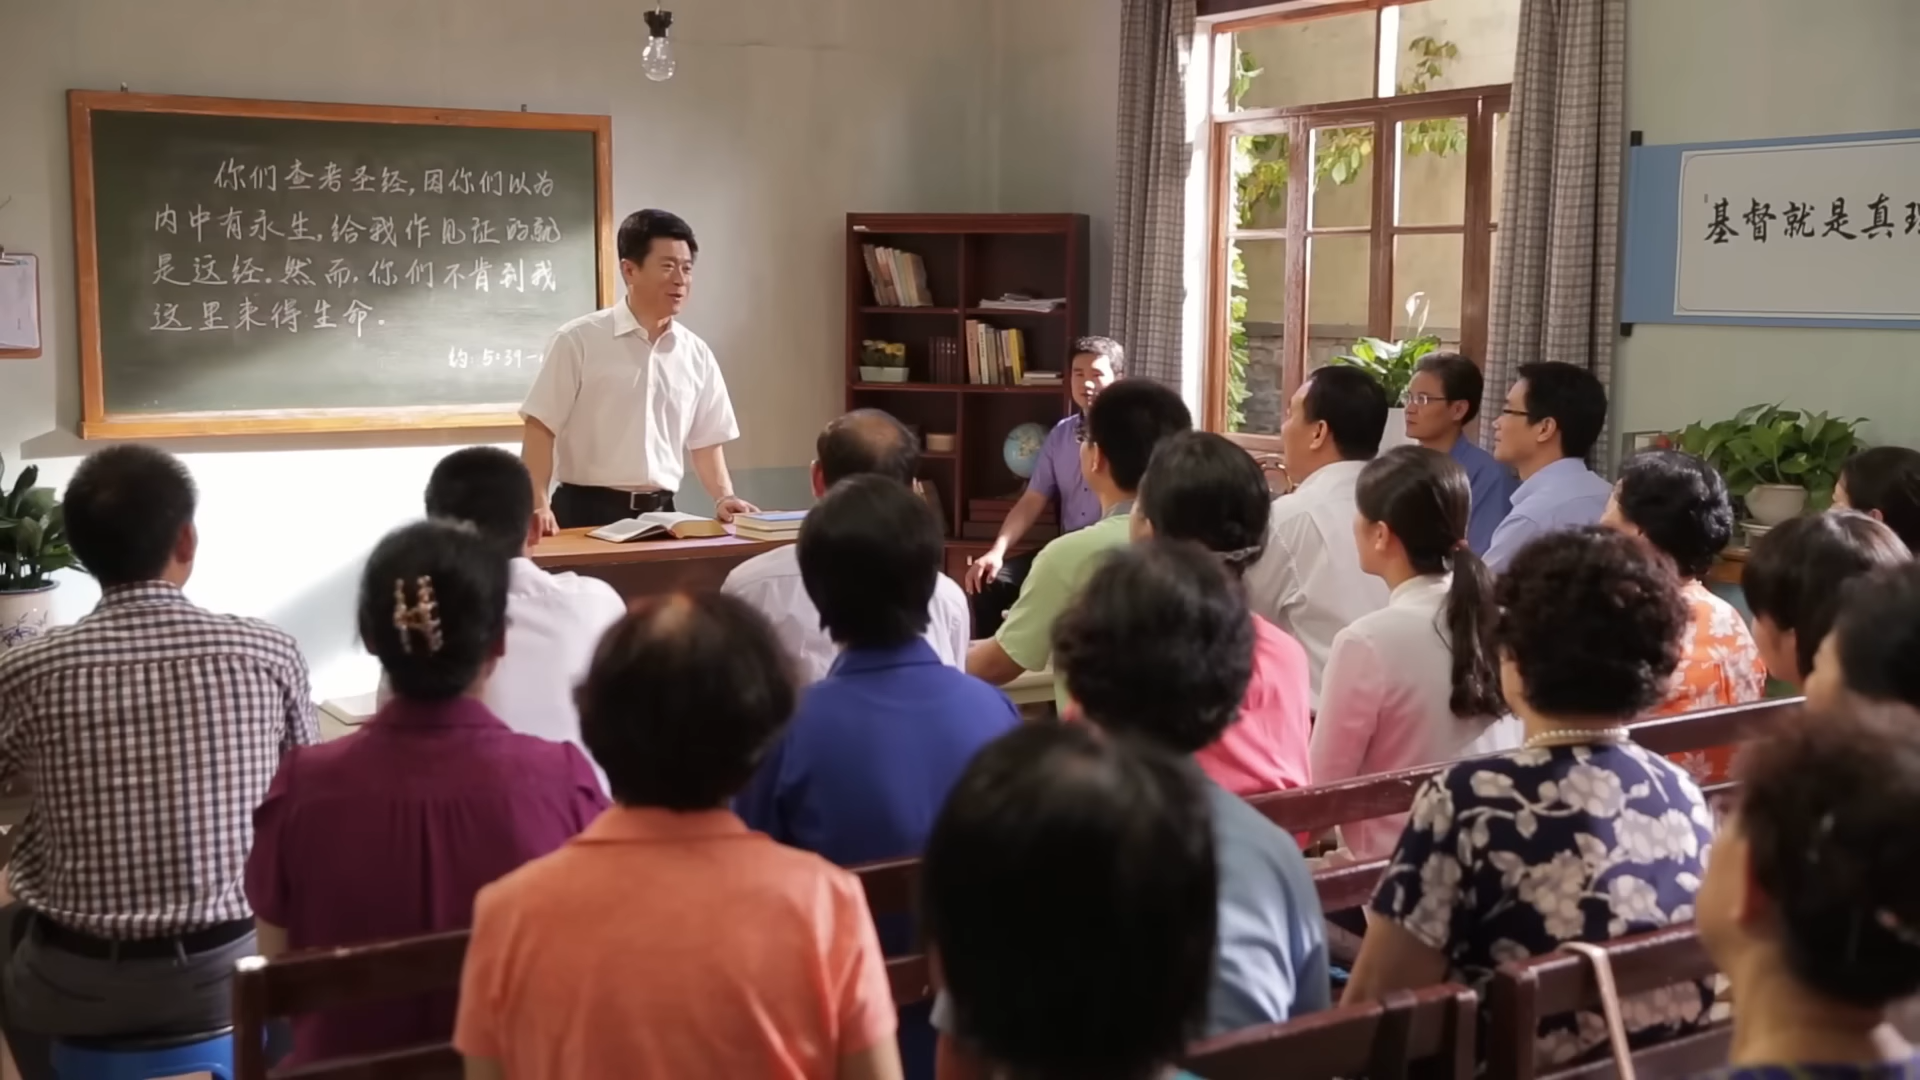 你们查考圣经,因你们以为
内中有永生,给我作见证的就
是这经。然而,你们不肯到我
这里来得生命。
约:5:39-
基督就是真理